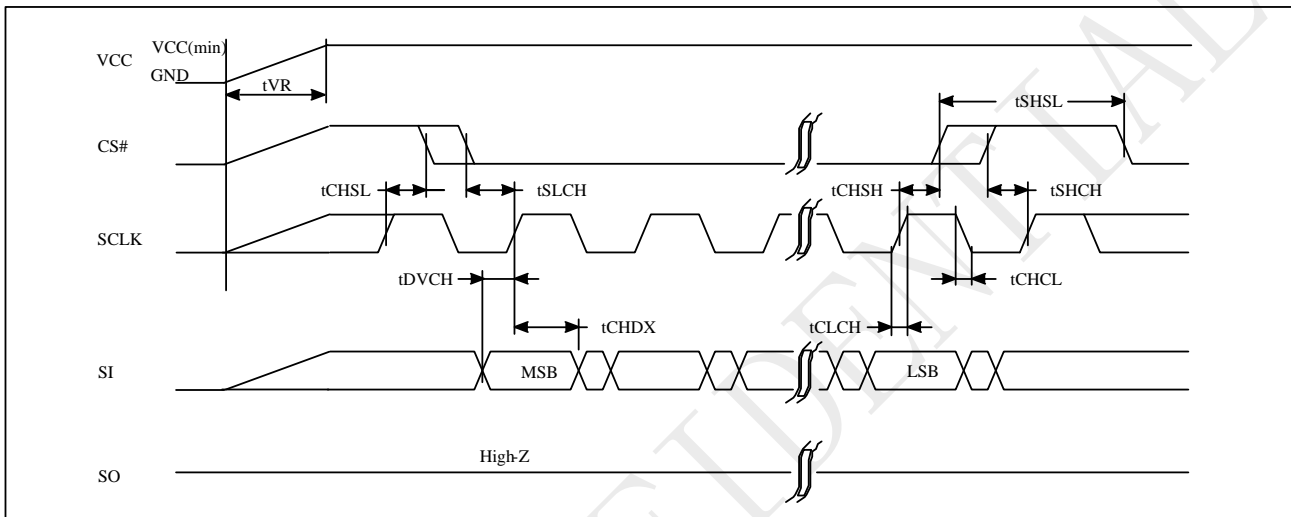 VCC(min)
VCC
GND
tVR
tSHSL
CS#
tCHSL
tSLCH
tCHSH
tSHCH
SCLK
tDVCH
tCHCL
tCHDX
tCLCH
SI
MSB
LSB
High-Z
SO
IDENTIAL